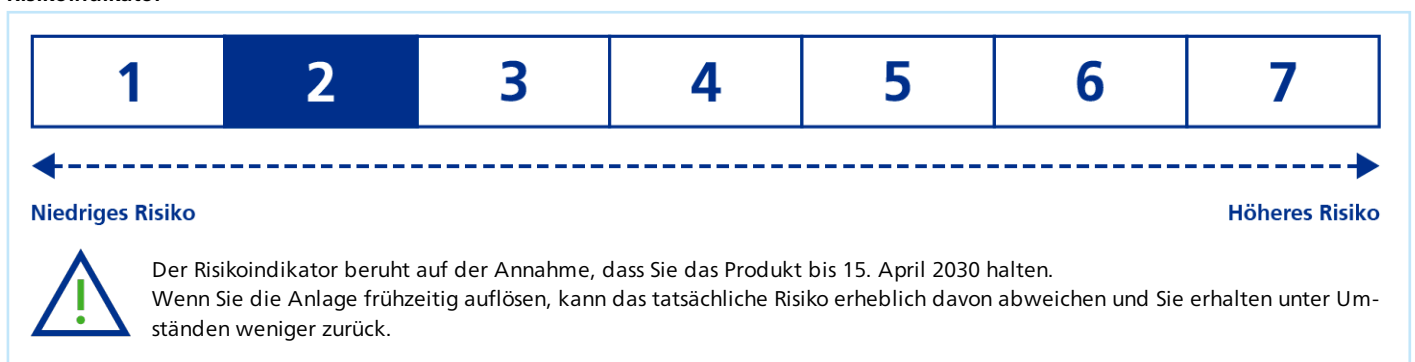 Risikoindikator
1 2 3 4 5 6 7
Niedriges Risiko Höheres Risiko
Der Risikoindikator beruht auf der Annahme, dass Sie das Produkt bis 15. April 2030 halten.
Wenn Sie die Anlage frühzeitig auflösen, kann das tatsächliche Risiko erheblich davon abweichen und Sie erhalten unter Um-
ständen weniger zurück.